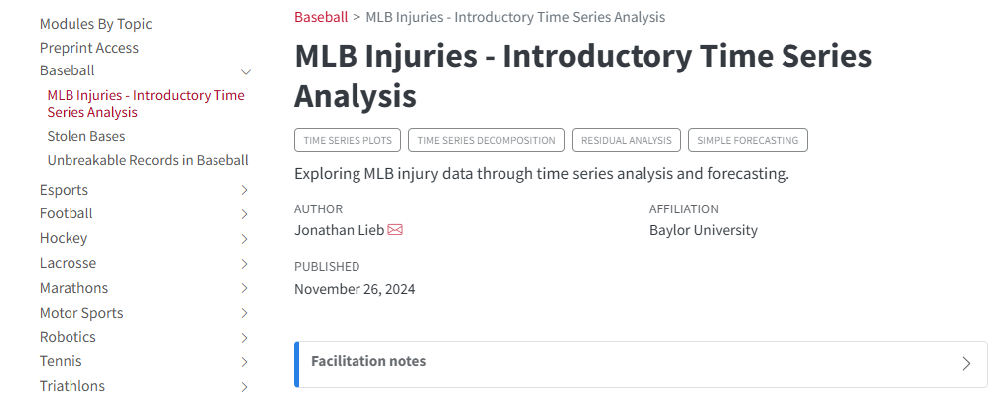 Modules By Topic
Preprint Access
Baseball
MLB Injuries - Introductory Time
Series Analysis
Stolen Bases
Unbreakable Records in Baseball
Esports
Football
Hockey
Lacrosse
Marathons
Motor Sports
Robotics
Tennis
Triathlons
Baseball > MLB Injuries - Introductory Time Series Analysis
MLB Injuries - Introductory Time Series
Analysis
TIME SERIES PLOTS TIME SERIES DECOMPOSITION RESIDUAL ANALYSIS SIMPLE FORECASTING
Exploring MLB injury data through time series analysis and forecasting.
AUTHOR AFFILIATION
Jonathan Lieb Baylor University
PUBLISHED
November 26, 2024
Facilitation notes